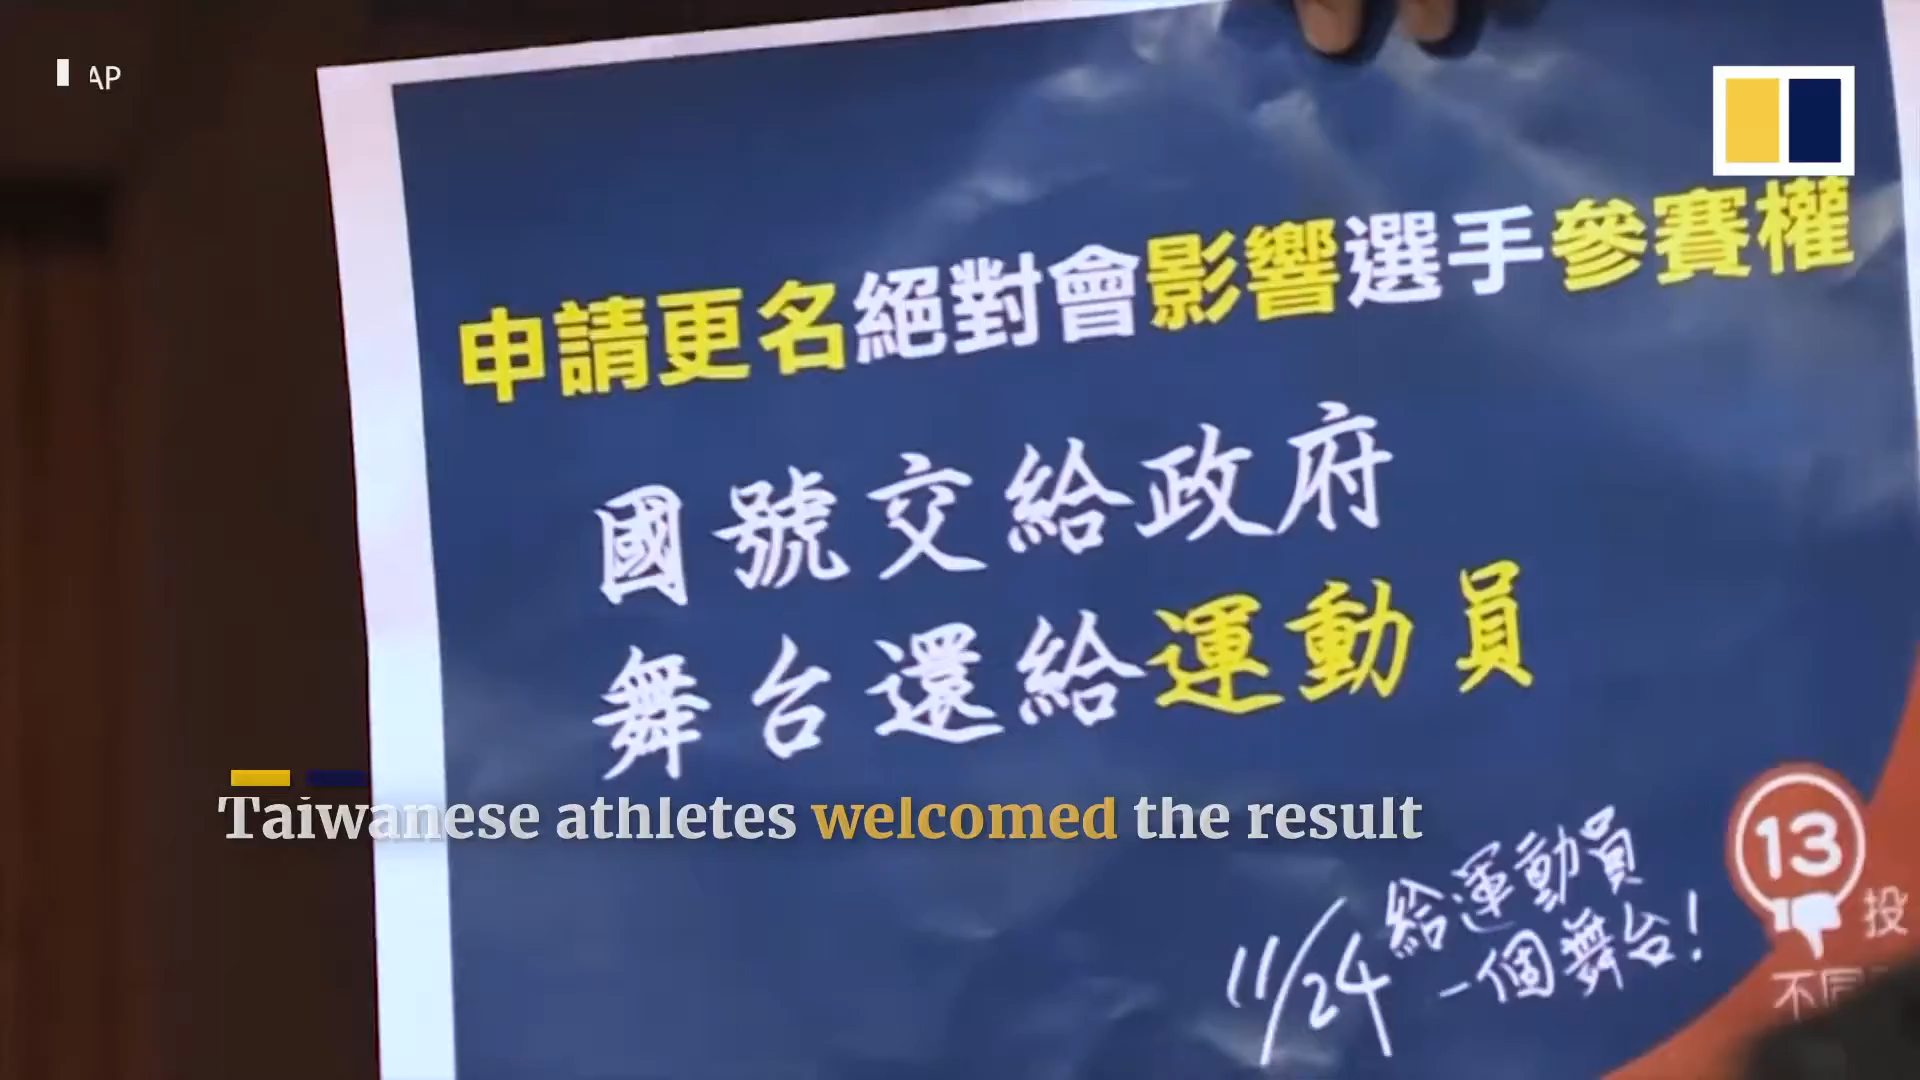 AP
申請更名絕對會影響選手參賽權
國號交給政府
舞台還給運動員
Taiwanese athletes welcomed the result
11/24 給運動員
一個舞台!
13
投
不同